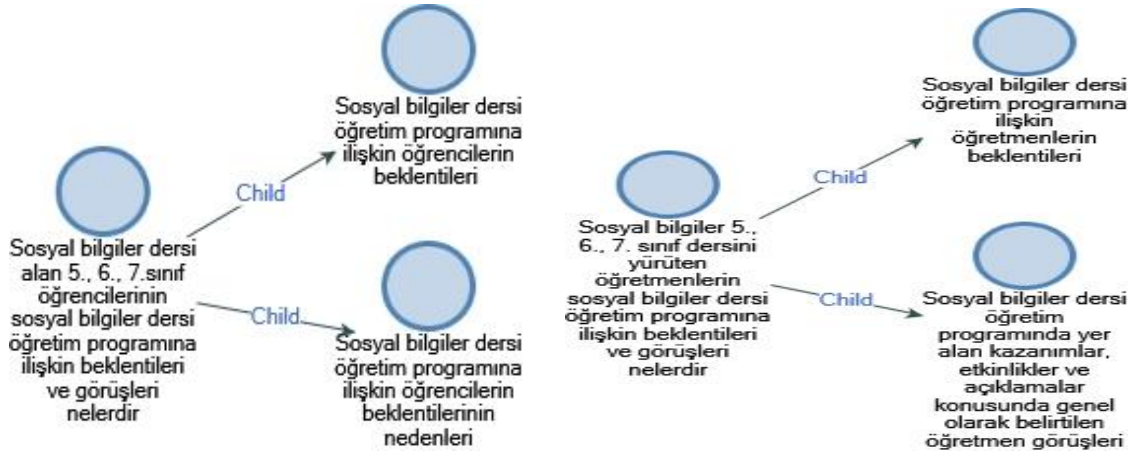 Sosyal bilgiler dersi
öğretim programına
ilişkin öğrencilerin
beklentileri
Child
Sosyal bilgiler dersi
alan 5., 6., 7.sınıf
öğrencilerinin
sosyal bilgiler dersi
öğretim programına
ilişkin beklentileri
ve görüşleri
nelerdir
Child
Sosyal bilgiler dersi
öğretim programına
ilişkin öğrencilerin
beklentilerinin
nedenleri
Sosyal bilgiler dersi
öğretim programına
ilişkin
öğretmenlerin
beklentileri
Child
Sosyal bilgiler 5.,
6., 7. sınıf dersini
yürüten
öğretmenlerin
sosyal bilgiler dersi
öğretim programına
ilişkin beklentileri
ve görüşleri
nelerdir
Child
Sosyal bilgiler dersi
öğretim
programında yer
alan kazanımlar,
etkinlikler ve
açıklamalar
konusunda genel
olarak belirtilen
öğretmen görüşleri